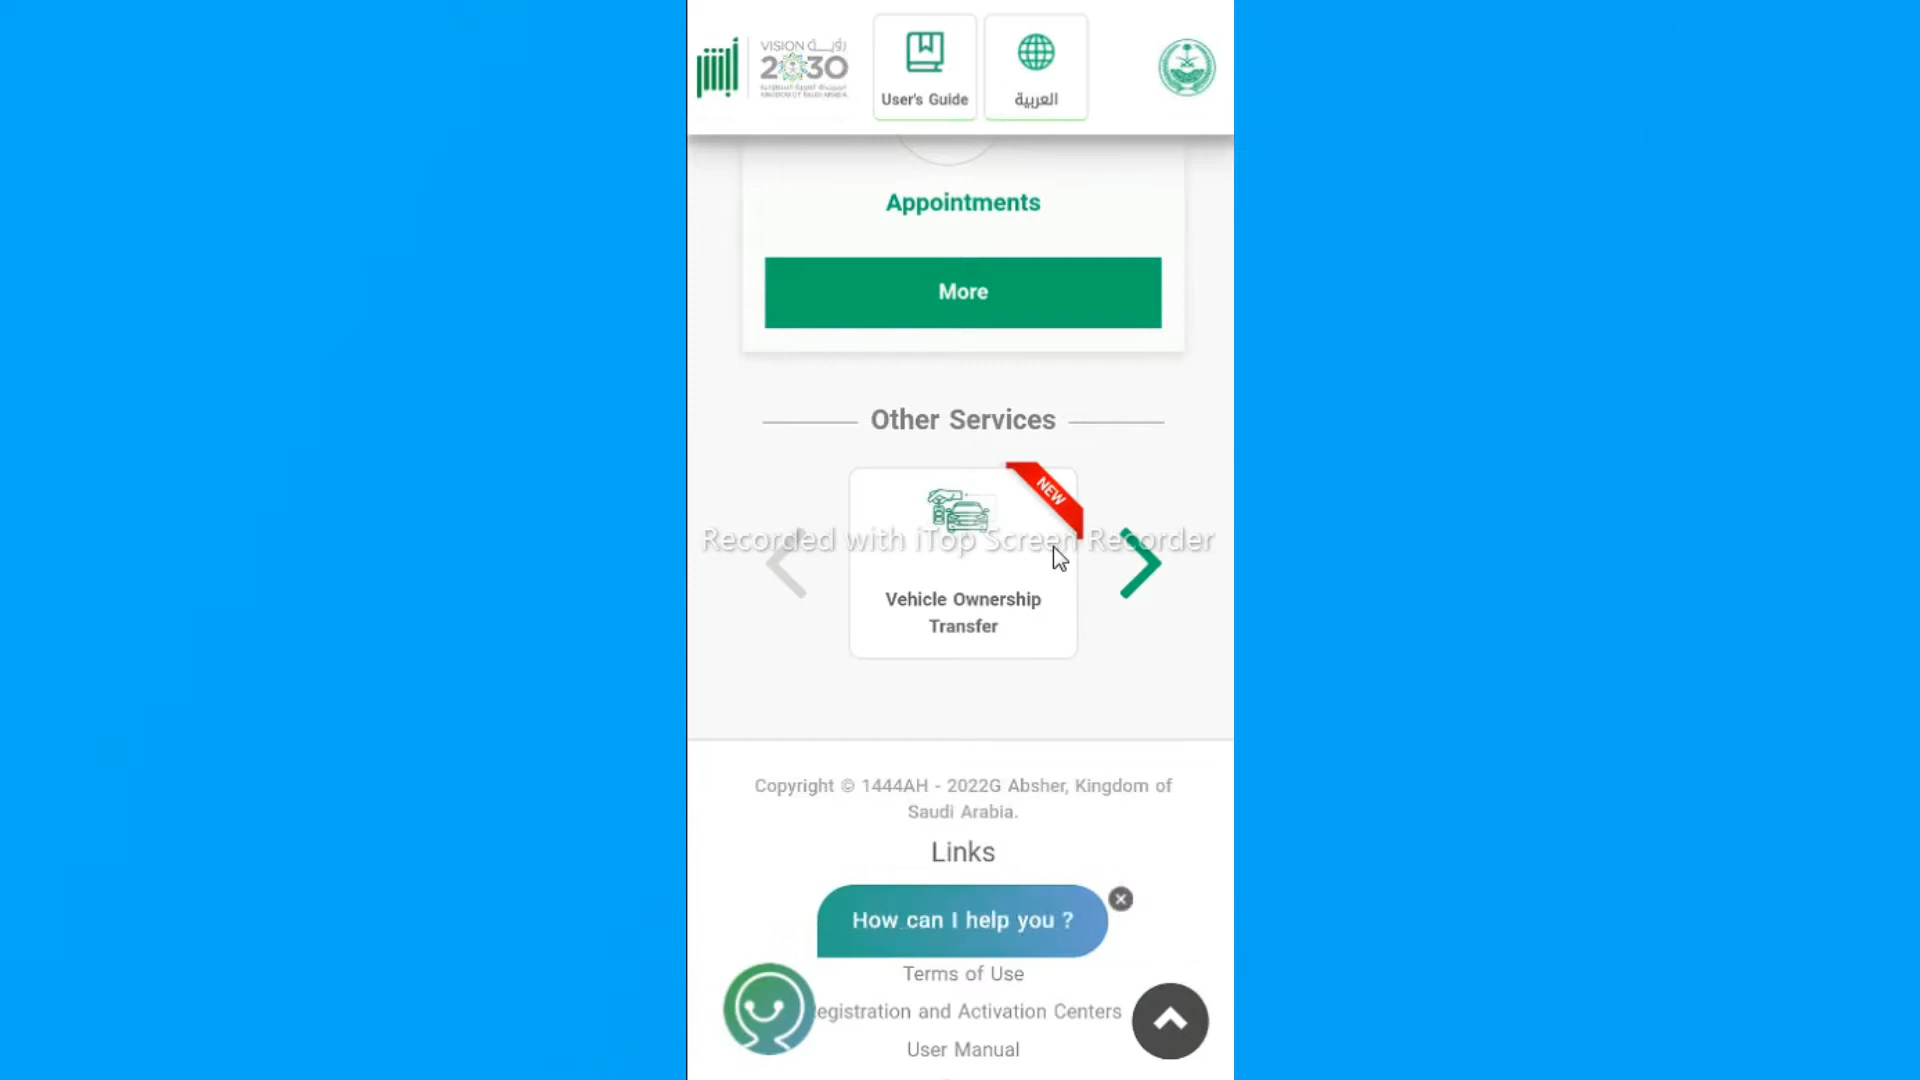 أبشر
VISION رؤيــة
2030
المملكة العربية السعودية
KINGDOM OF SAUDI ARABIA
User's Guide
العربية
Appointments
More
Other Services
NEW
Recorded with iTop Screen Recorder
Vehicle Ownership
Transfer
Copyright © 1444AH - 2022G Absher, Kingdom of
Saudi Arabia.
Links
How can I help you ?
Terms of Use
egistration and Activation Centers
User Manual